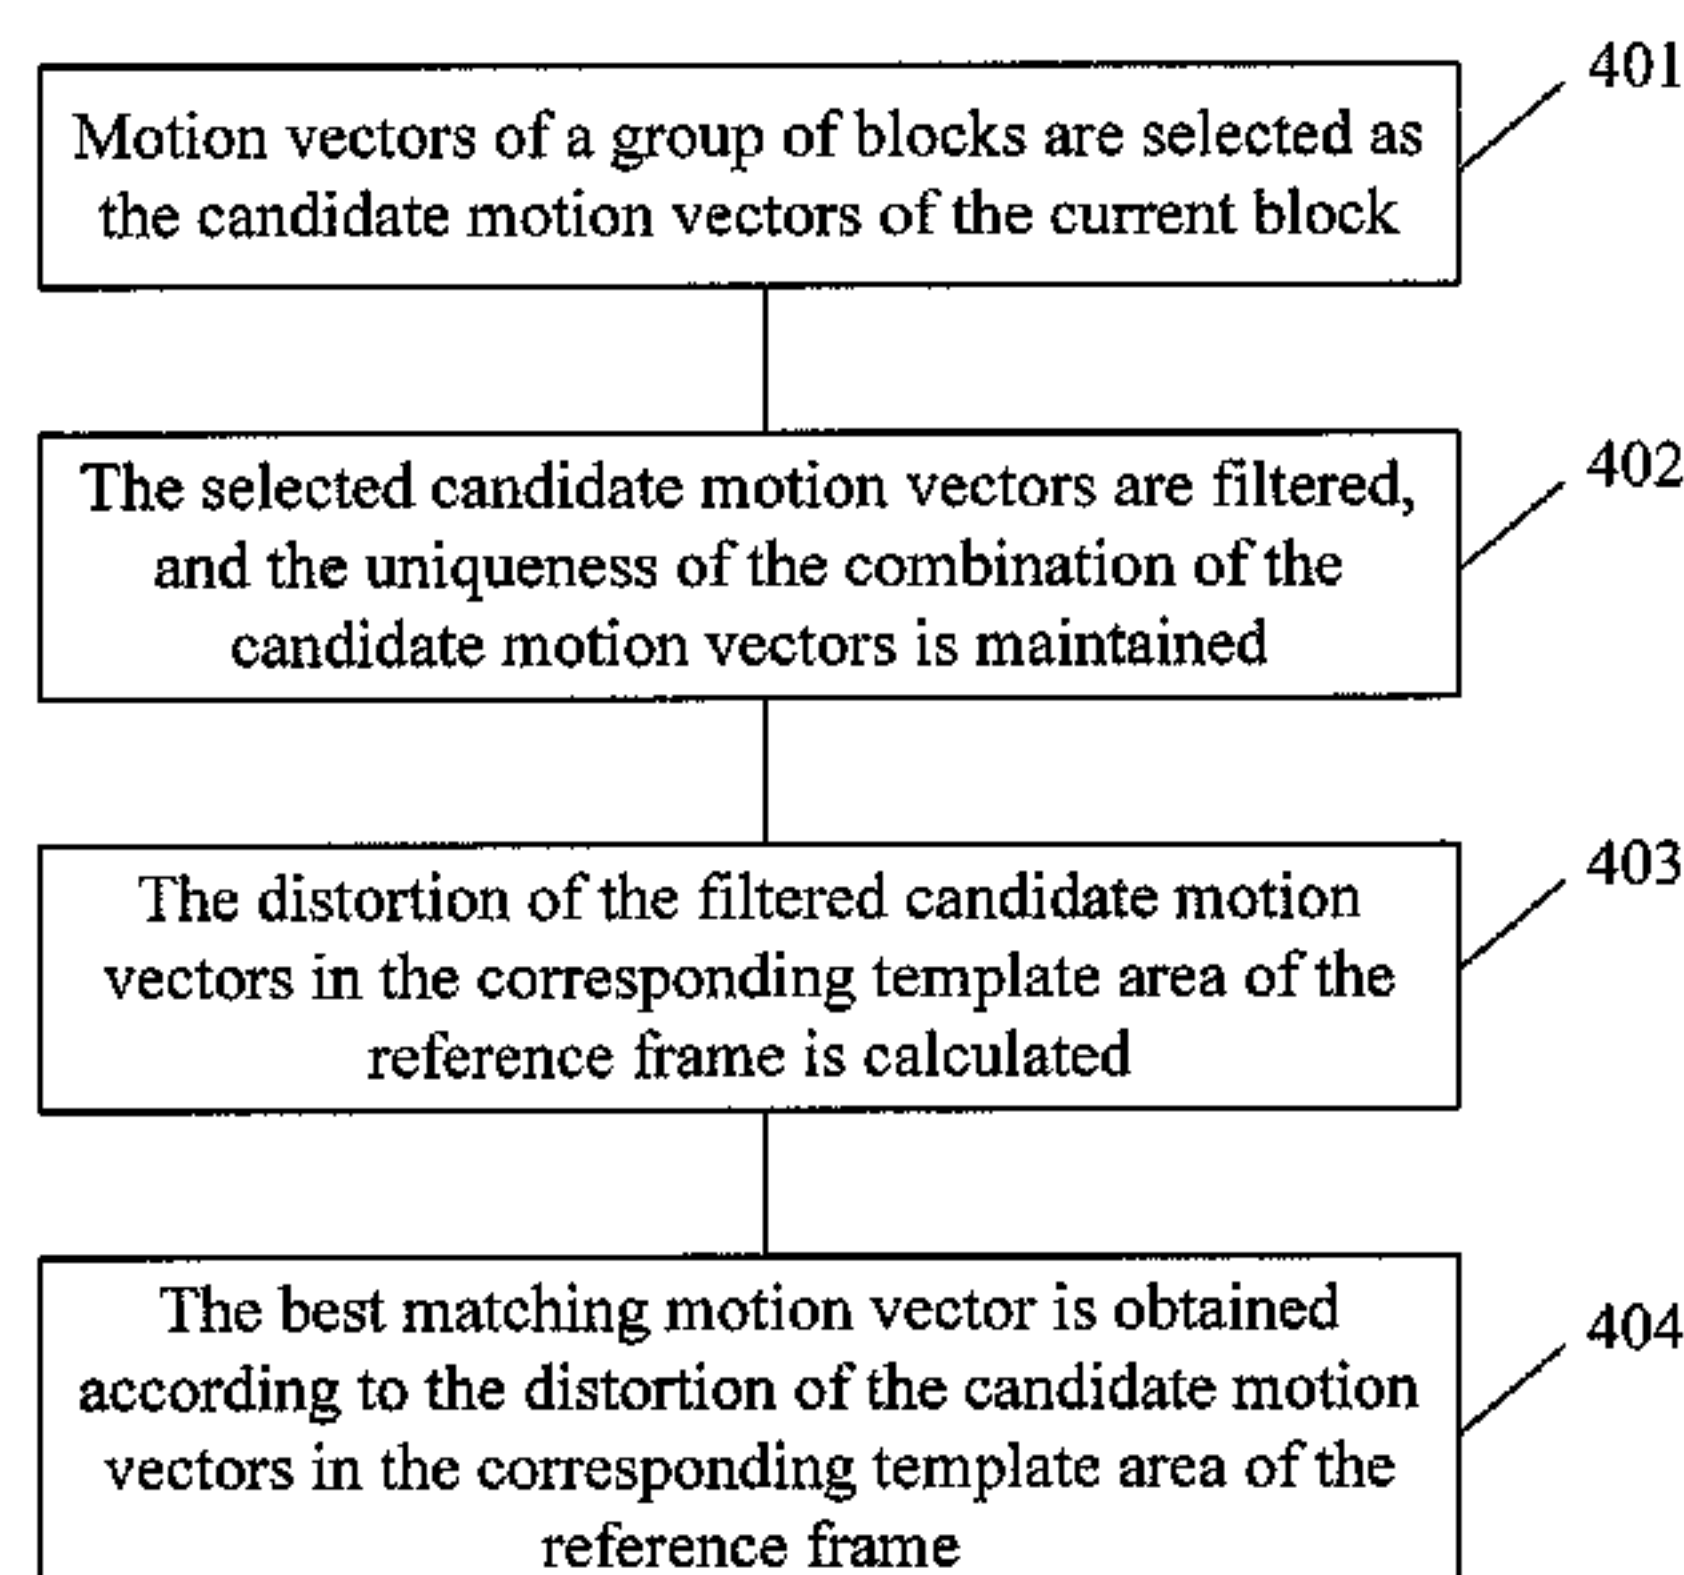 401
Motion vectors of a group of blocks are selected as
the candidate motion vectors of the current block
402
The selected candidate motion vectors are filtered,
and the uniqueness of the combination of the
candidate motion vectors is maintained
403
The distortion of the filtered candidate motion
vectors in the corresponding template area of the
reference frame is calculated
404
The best matching motion vector is obtained
according to the distortion of the candidate motion
vectors in the corresponding template area of the
reference frame